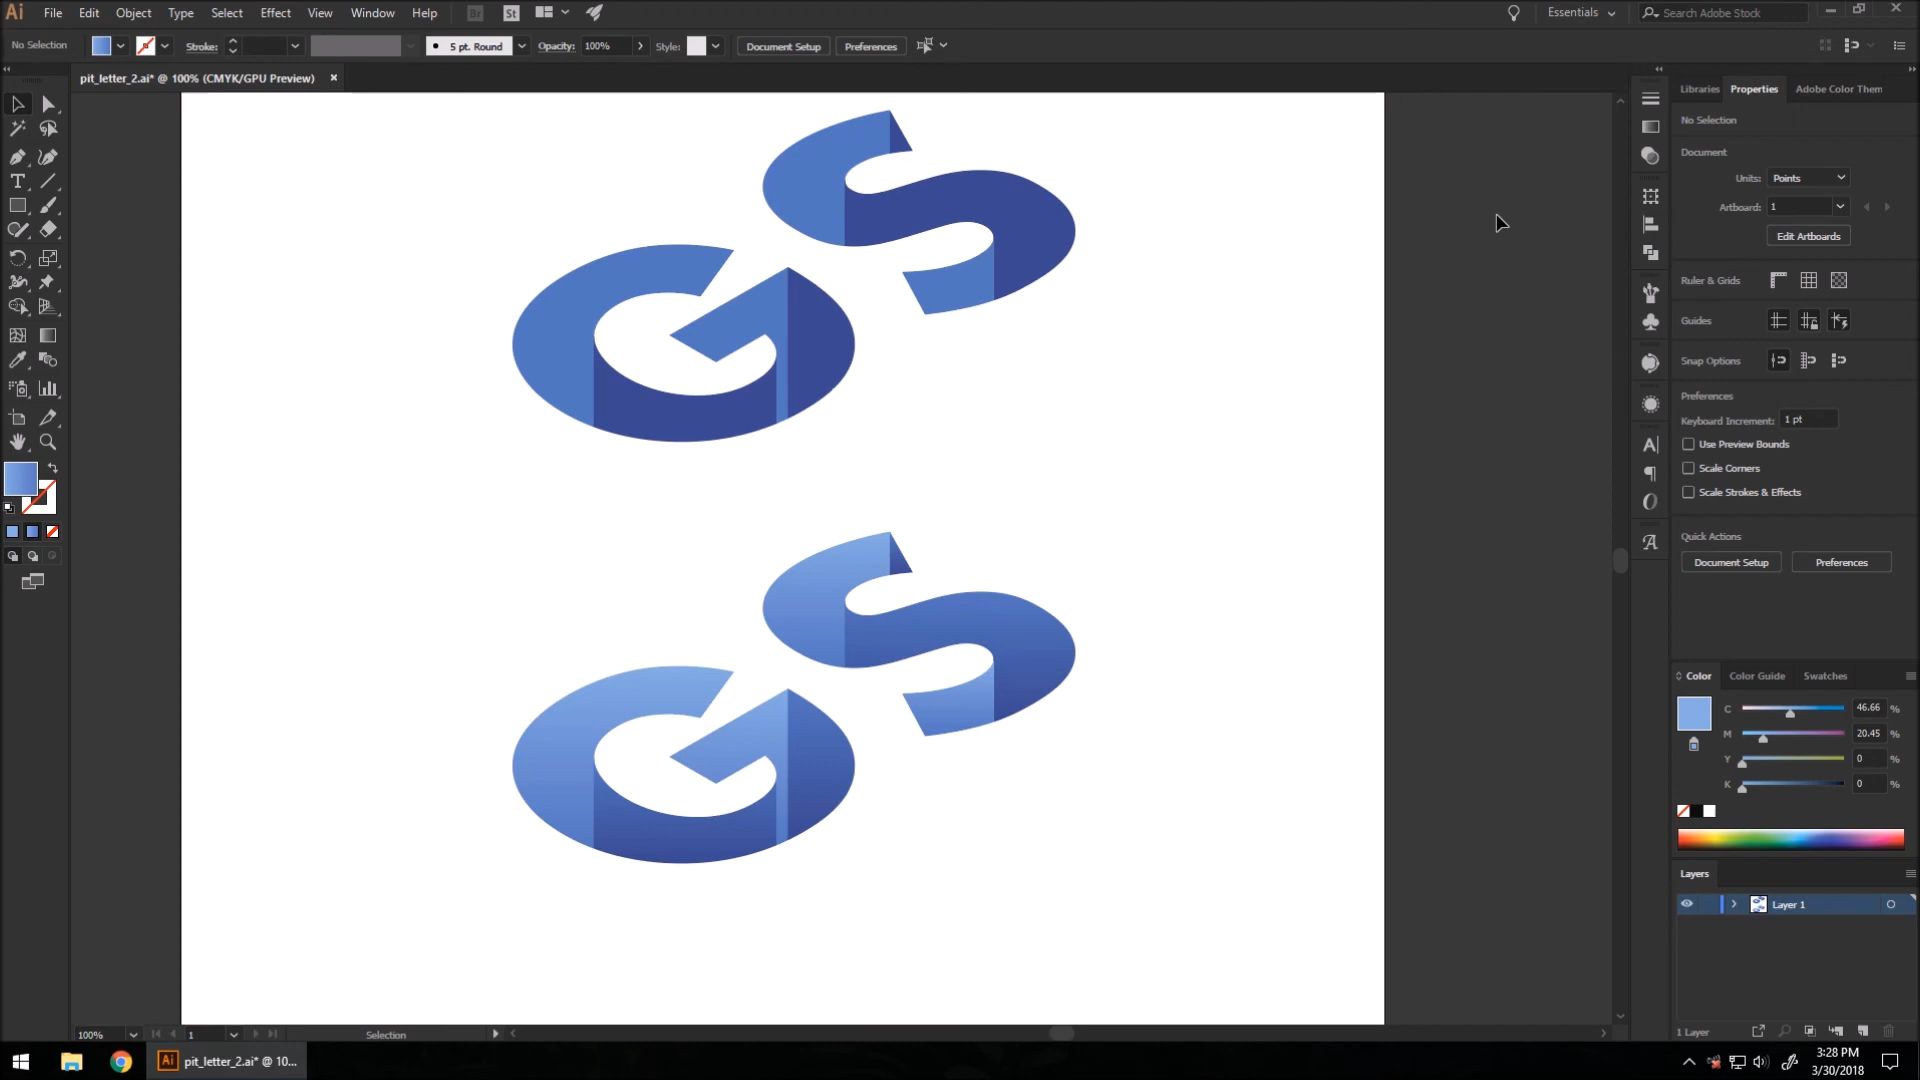 Ai File Edit Object Type Select Effect View Window Help Br St Essentials Search Adobe Stock
No Selection Stroke: 5 pt. Round Opacity: 100% Style: Document Setup Preferences
pit_letter_2.ai* @ 100% (CMYK/GPU Preview)
Libraries Properties Adobe Color Them
No Selection
Document
Units: Points
Artboard: 1
Edit Artboards
Ruler & Grids
Guides
Snap Options
Preferences
Keyboard Increment: 1 pt
Use Preview Bounds
Scale Corners
Scale Strokes & Effects
Quick Actions
Document Setup Preferences
S
G
S
G
Color Color Guide Swatches
C 46.66 %
M 20.45 %
Y 0 %
K 0 %
Layers
Layer 1
1 Layer
100% 1 Selection
Ai pit_letter_2.ai* @ 10...
3:28 PM
3/30/2018